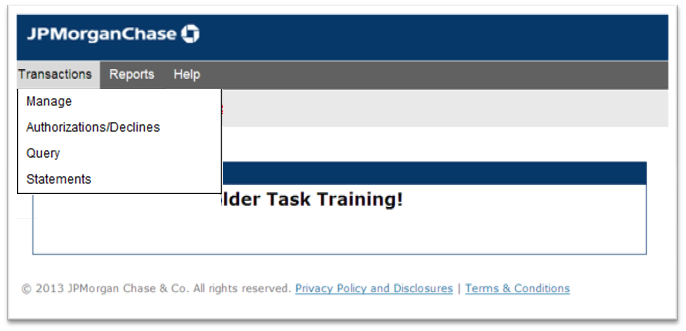 JPMorganChase
Transactions Reports Help
Manage
Authorizations/Declines
Query
Statements
Task Training!
© 2013 JPMorgan Chase & Co. All rights reserved. Privacy Policy and Disclosures | Terms & Conditions